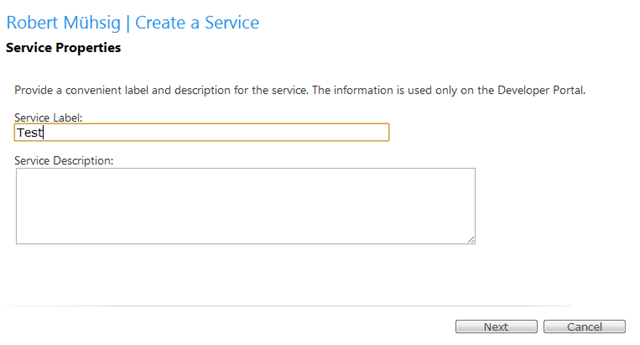 Robert Mühsig | Create a Service
Service Properties
Provide a convenient label and description for the service. The information is used only on the Developer Portal.
Service Label:
Test
Service Description:
Next Cancel